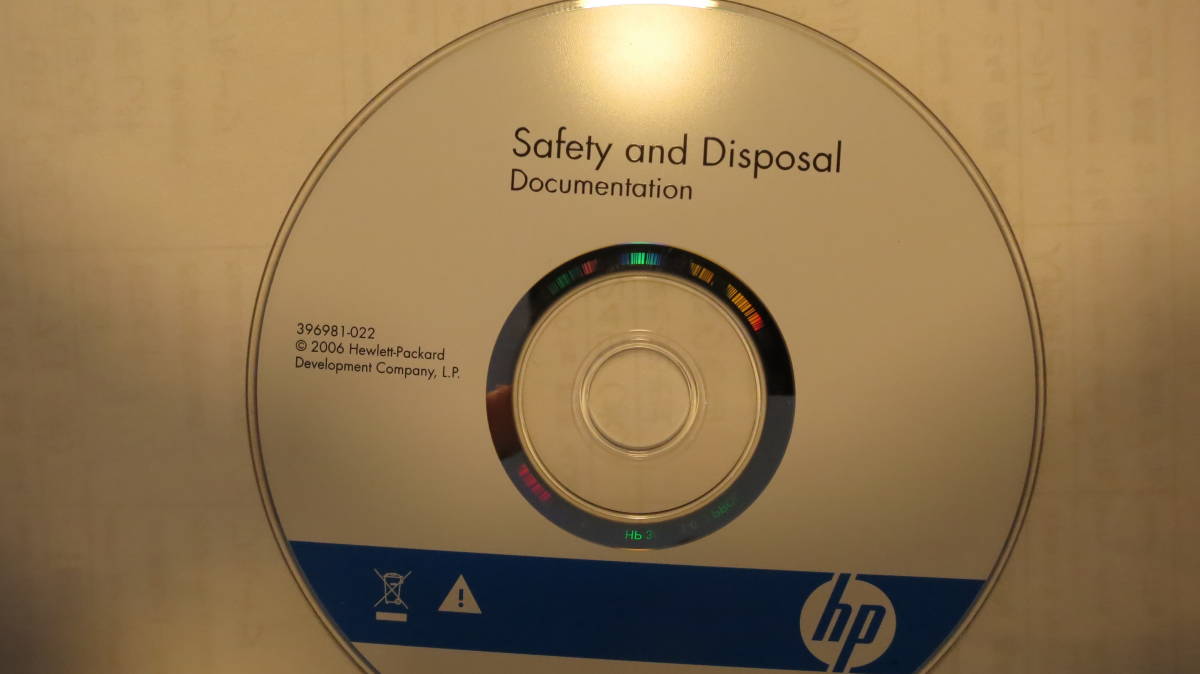 Safety and Disposal
Documentation
396981-022
© 2006 Hewlett-Packard
Development Company, L.P.
hp